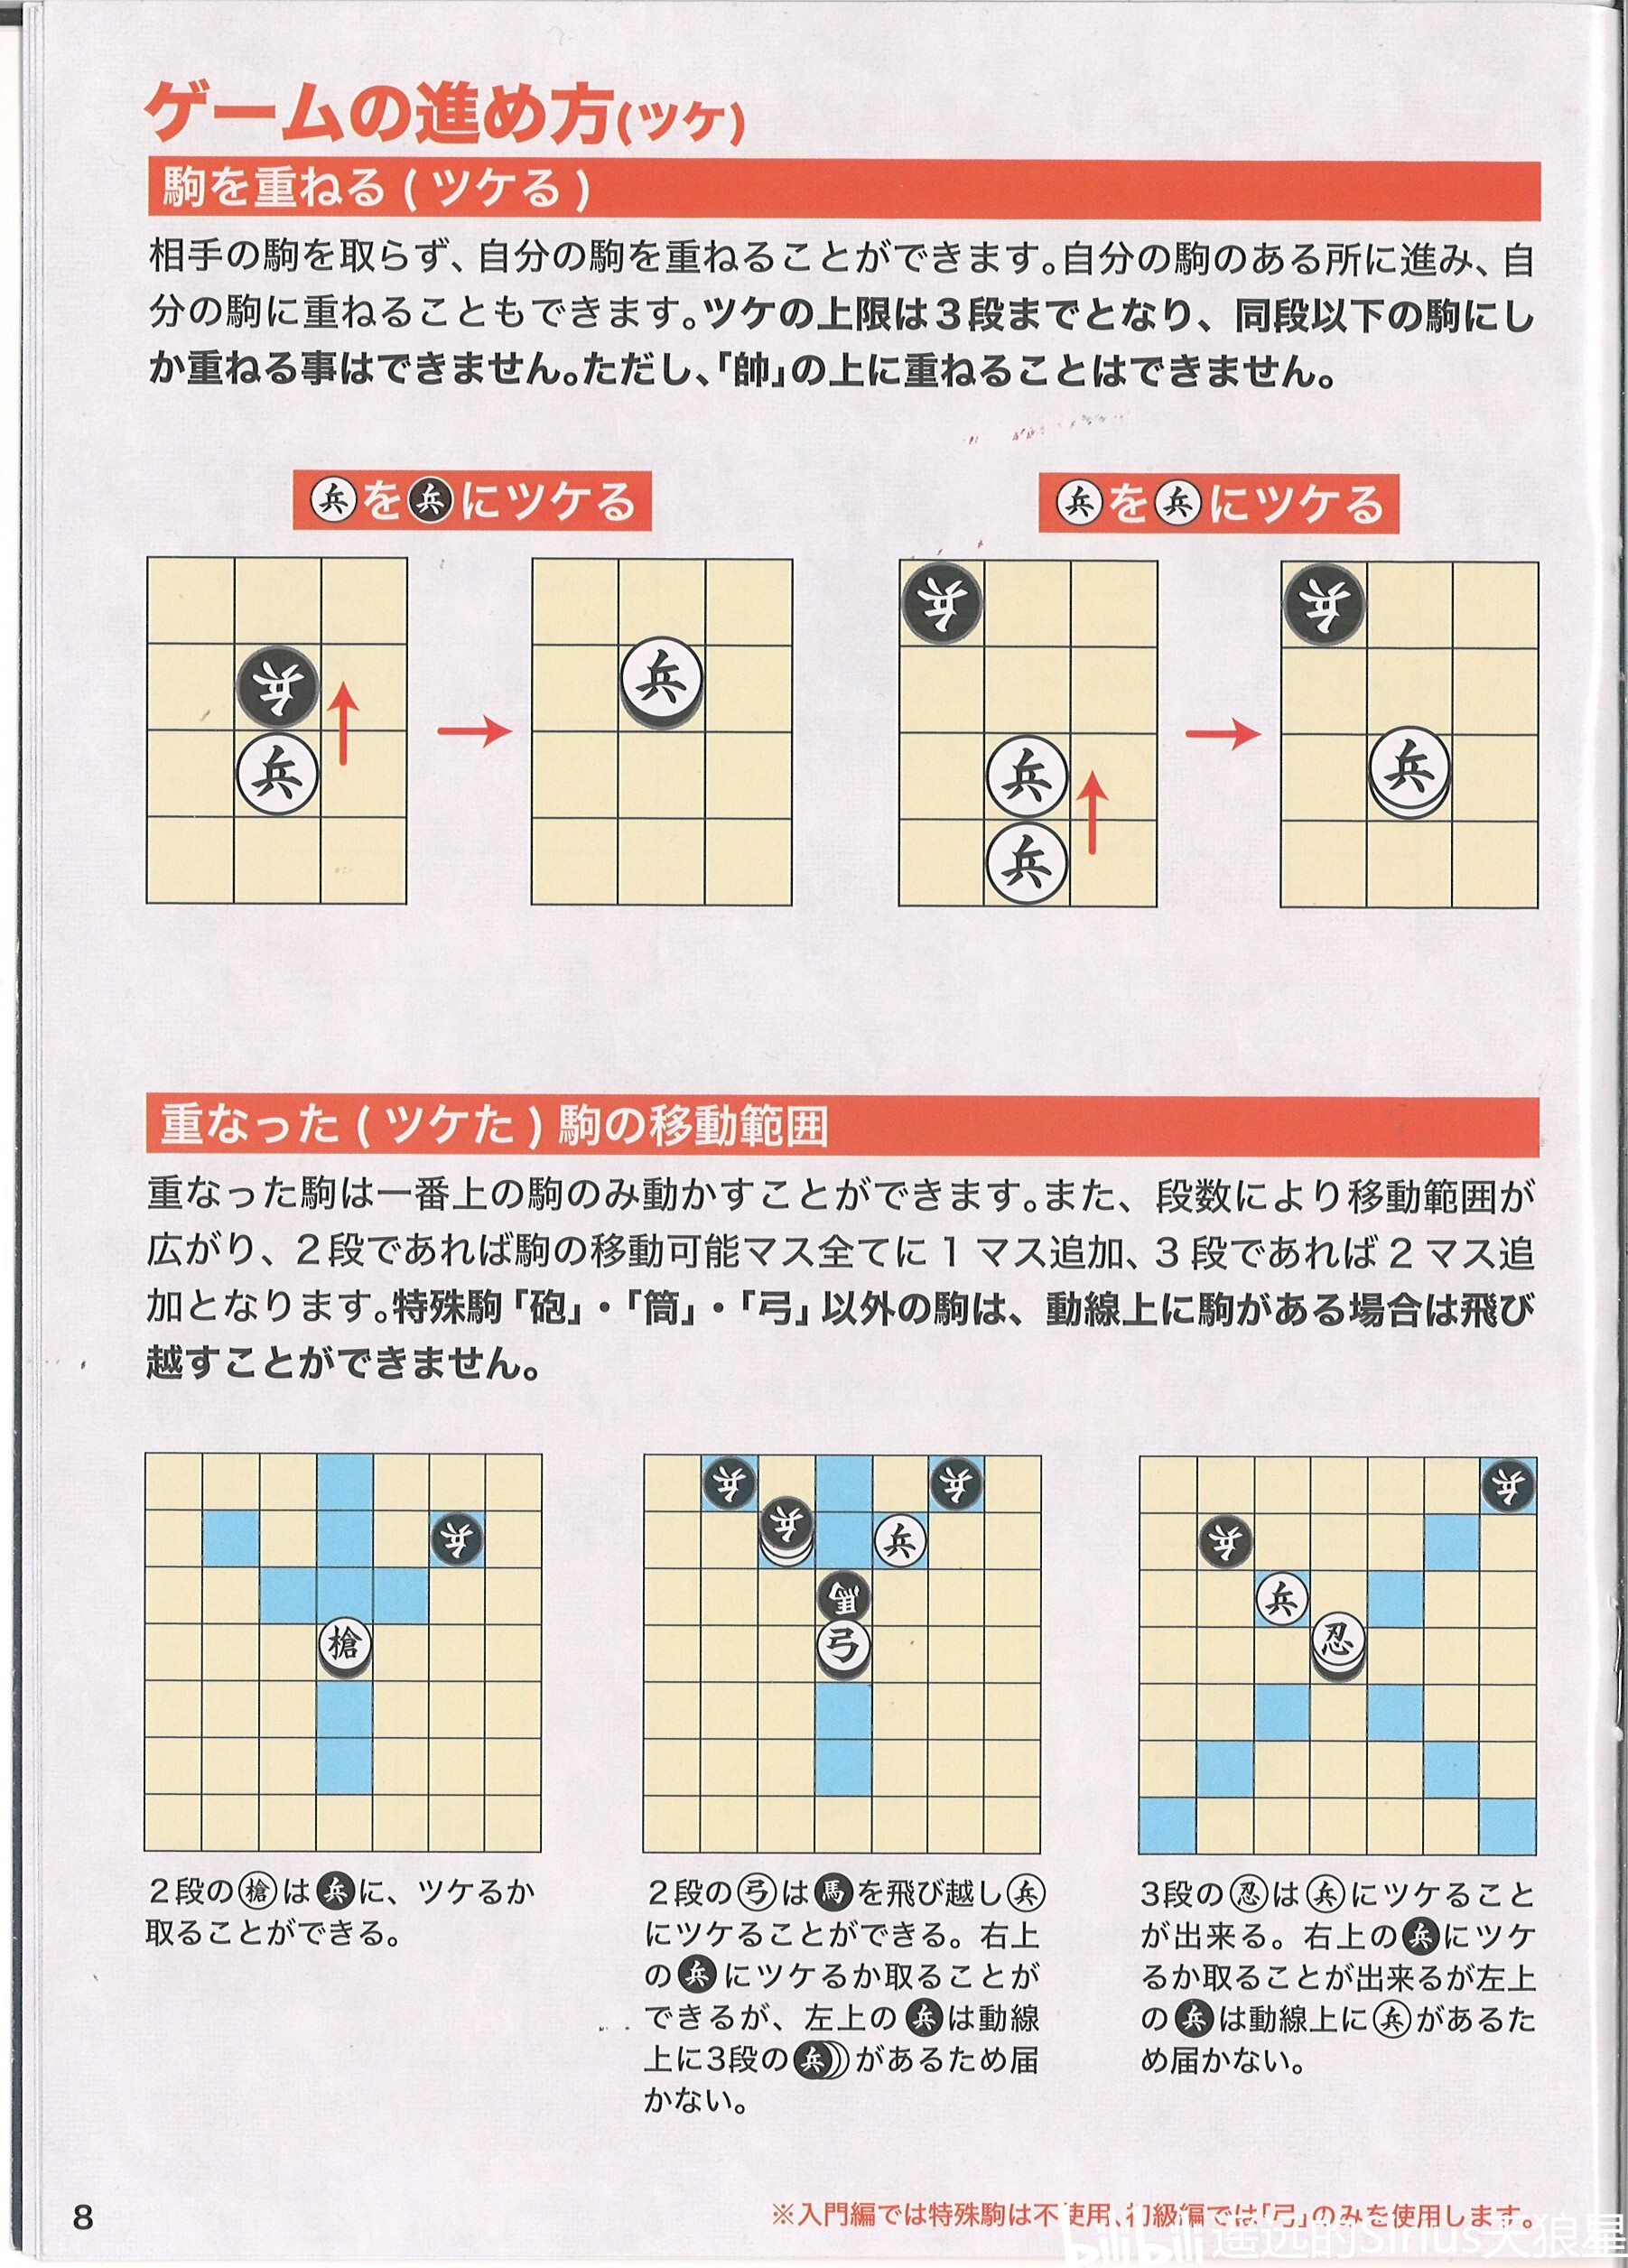 ゲームの進め方(ツケ)
駒を重ねる(ツケる)
相手の駒を取らず、自分の駒を重ねることができます。自分の駒のある所に進み、自
分の駒に重ねることもできます。ツケの上限は3段までとなり、同段以下の駒にし
か重ねる事はできません。ただし、「帥」の上に重ねることはできません。
兵を兵にツケる
兵を兵にツケる
兵
兵
兵
兵
兵
兵
兵
兵
重なった(ツケた)駒の移動範囲
重なった駒は一番上の駒のみ動かすことができます。また、段数により移動範囲が
広がり、2段であれば駒の移動可能マス全てに1マス追加、3段であれば2マス追
加となります。特殊駒「砲」・「筒」・「弓」以外の駒は、動線上に駒がある場合は飛び
越すことができません。
兵
槍
兵
兵
兵
兵
馬
弓
兵
兵
兵
忍
2段の槍は兵に、ツケるか
取ることができる。
2段の弓は馬を飛び越し兵
にツケることができる。右上
の兵にツケるか取ることが
できるが、左上の兵は動線
上に3段の兵があるため届
かない。
3段の忍は兵にツケること
が出来る。右上の兵にツケ
るか取ることが出来るが左上
の兵は動線上に兵があるた
め届かない。
8
※入門編では特殊駒は不使用、初級編では「弓」のみを使用します。
bilibili 遥远的Sirius天狼星